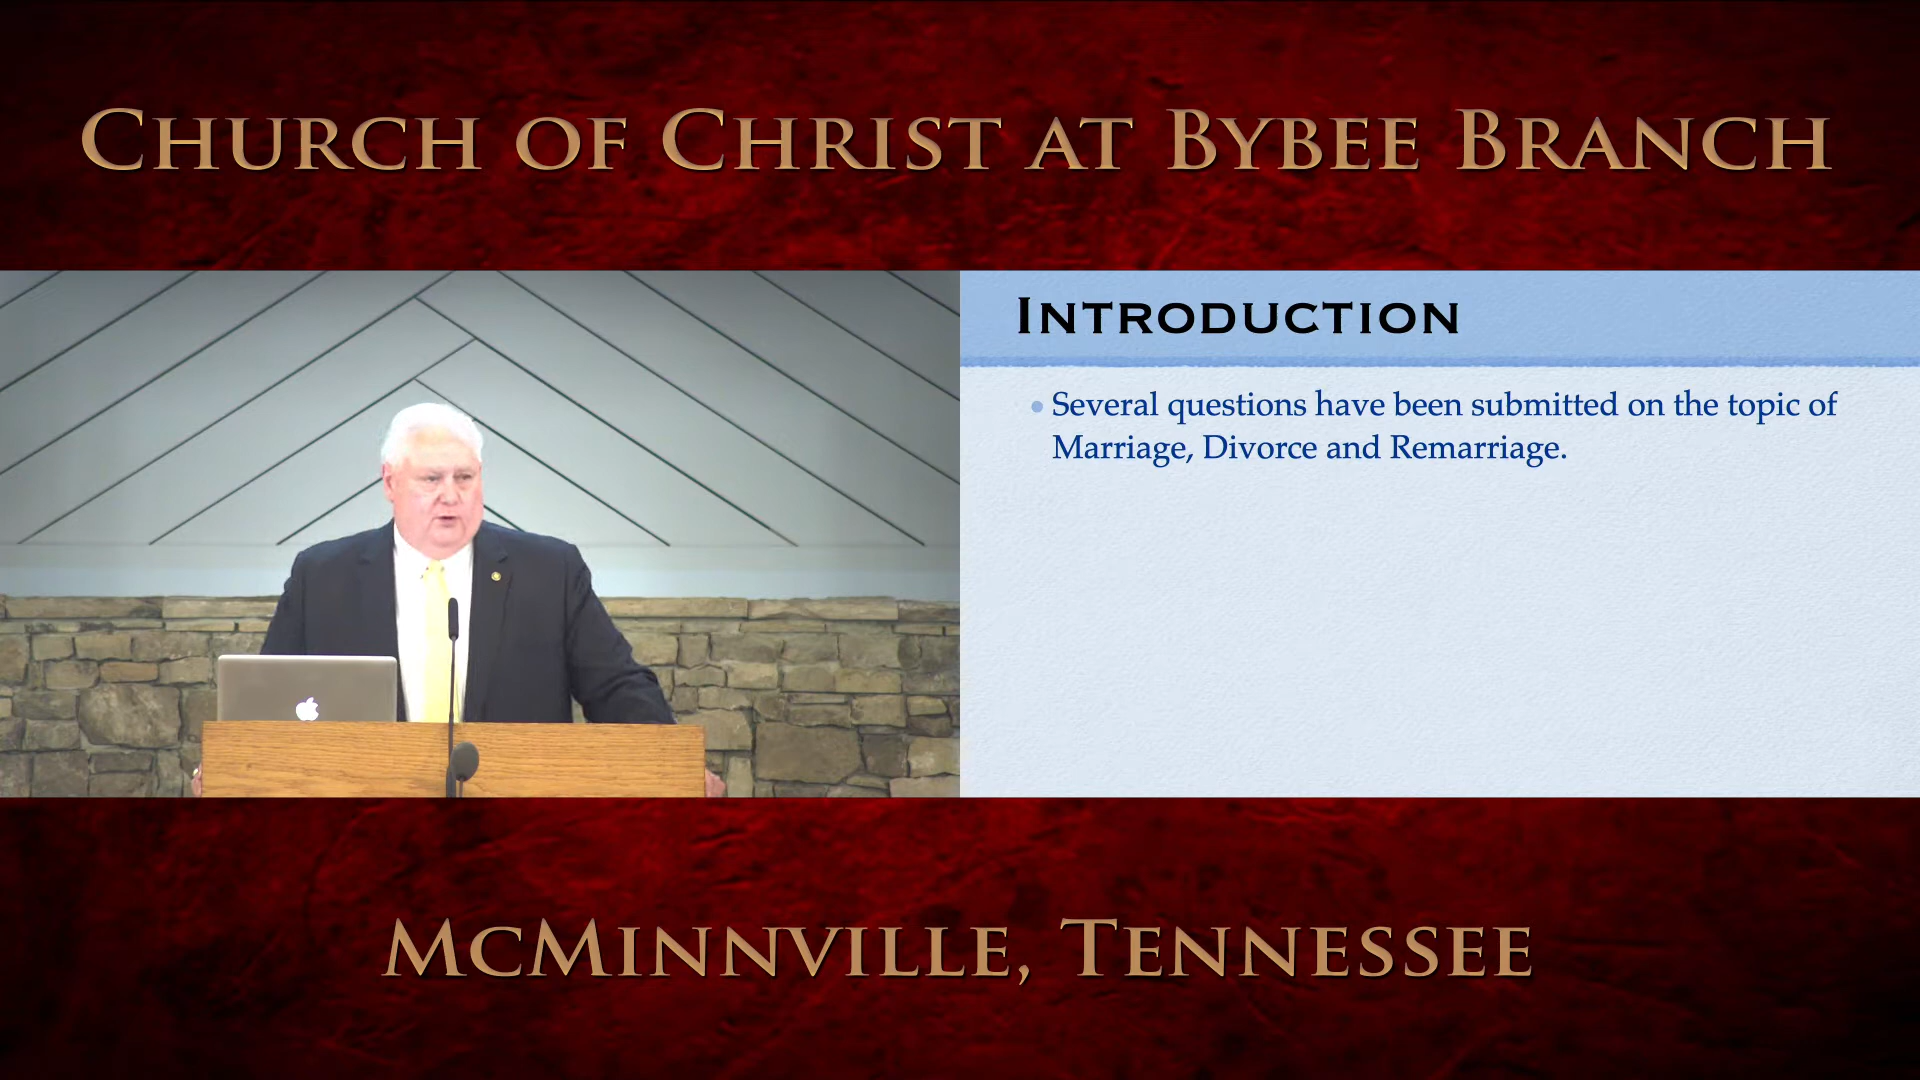 Church of Christ at Bybee Branch
Introduction
• Several questions have been submitted on the topic of
Marriage, Divorce and Remarriage.
McMinnville, Tennessee